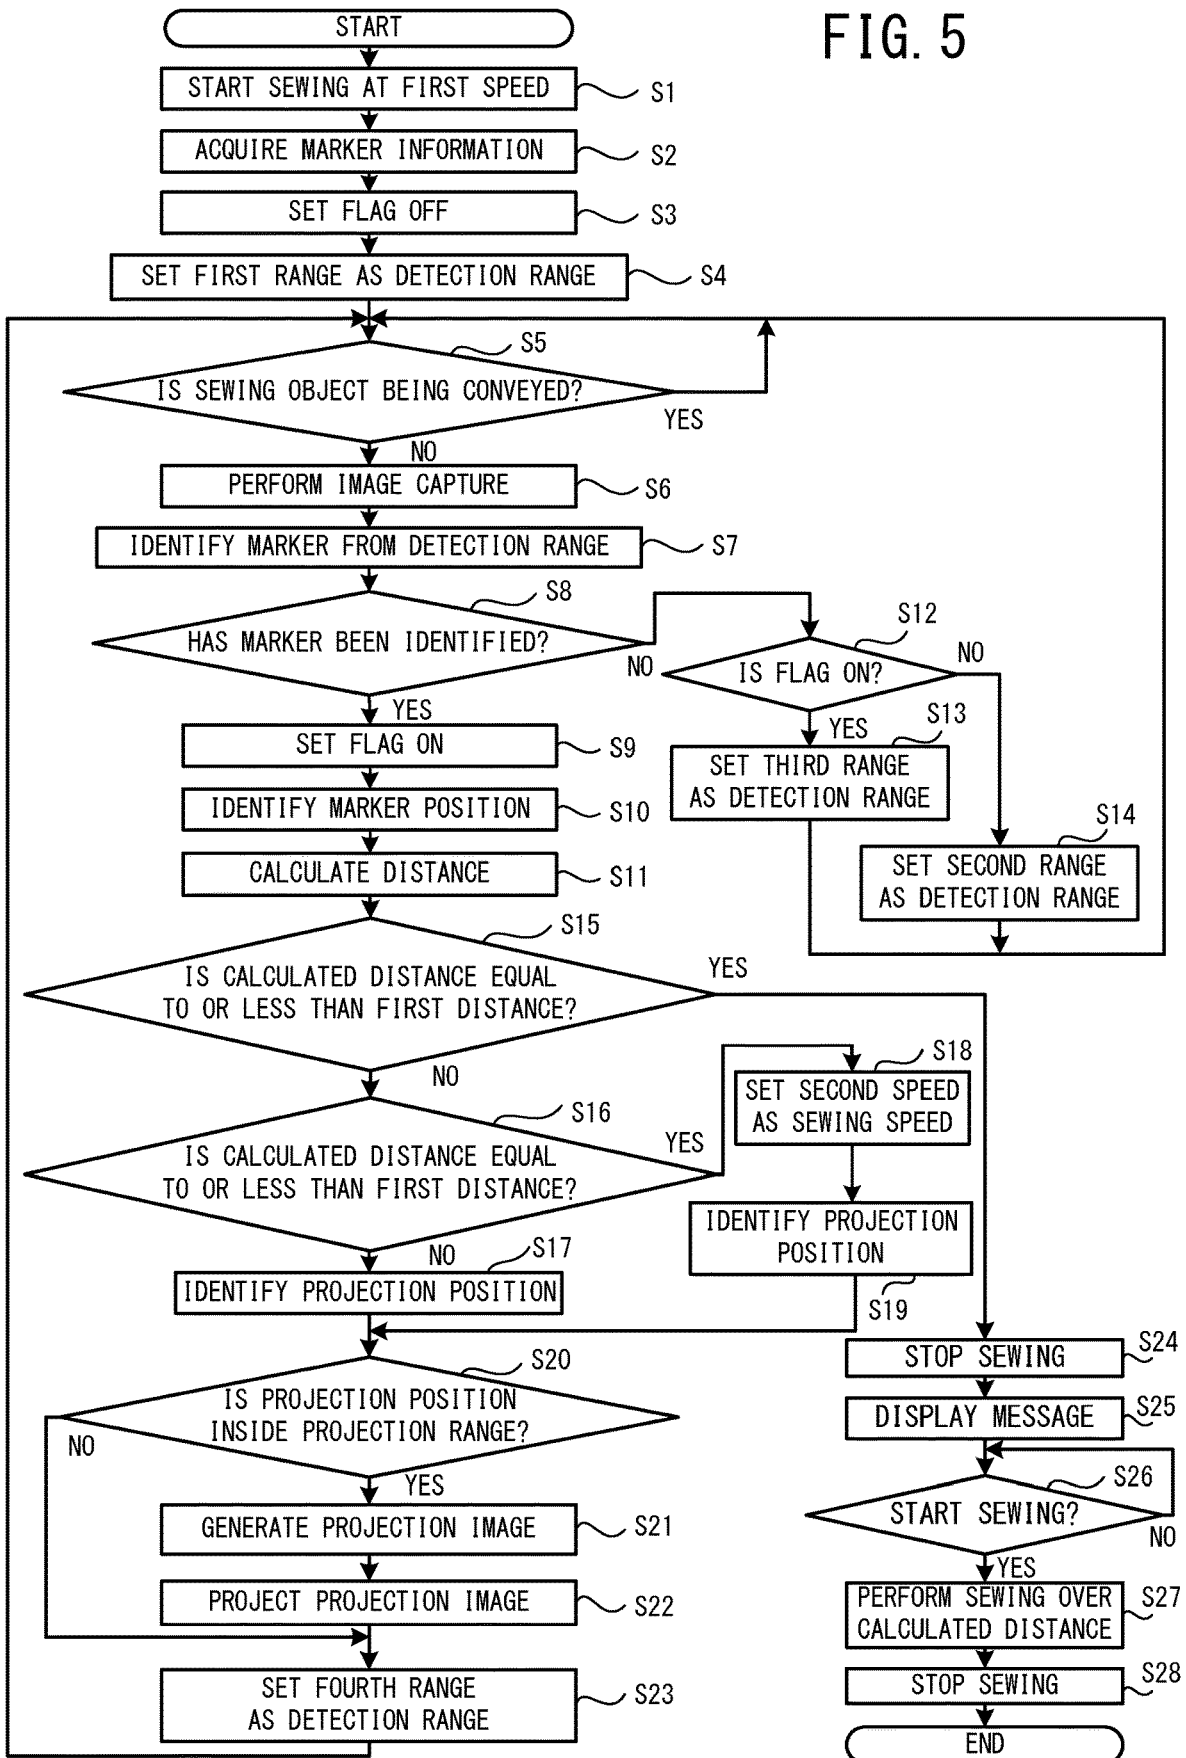 FIG. 5
START
START SEWING AT FIRST SPEED
S1
ACQUIRE MARKER INFORMATION
S2
SET FLAG OFF
S3
SET FIRST RANGE AS DETECTION RANGE
S4
S5
IS SEWING OBJECT BEING CONVEYED?
YES
NO
PERFORM IMAGE CAPTURE
S6
IDENTIFY MARKER FROM DETECTION RANGE
S7
S8
HAS MARKER BEEN IDENTIFIED?
NO
YES
S12
IS FLAG ON?
NO
YES
S13
SET THIRD RANGE
AS DETECTION RANGE
S14
SET SECOND RANGE
AS DETECTION RANGE
SET FLAG ON
S9
IDENTIFY MARKER POSITION
S10
CALCULATE DISTANCE
S11
S15
IS CALCULATED DISTANCE EQUAL
TO OR LESS THAN FIRST DISTANCE?
YES
NO
S16
IS CALCULATED DISTANCE EQUAL
TO OR LESS THAN FIRST DISTANCE?
YES
NO
S18
SET SECOND SPEED
AS SEWING SPEED
IDENTIFY PROJECTION
POSITION
S19
S17
IDENTIFY PROJECTION POSITION
S20
IS PROJECTION POSITION
INSIDE PROJECTION RANGE?
NO
YES
GENERATE PROJECTION IMAGE
S21
PROJECT PROJECTION IMAGE
S22
SET FOURTH RANGE
AS DETECTION RANGE
S23
STOP SEWING
S24
DISPLAY MESSAGE
S25
S26
START SEWING?
NO
YES
PERFORM SEWING OVER
CALCULATED DISTANCE
S27
STOP SEWING
S28
END